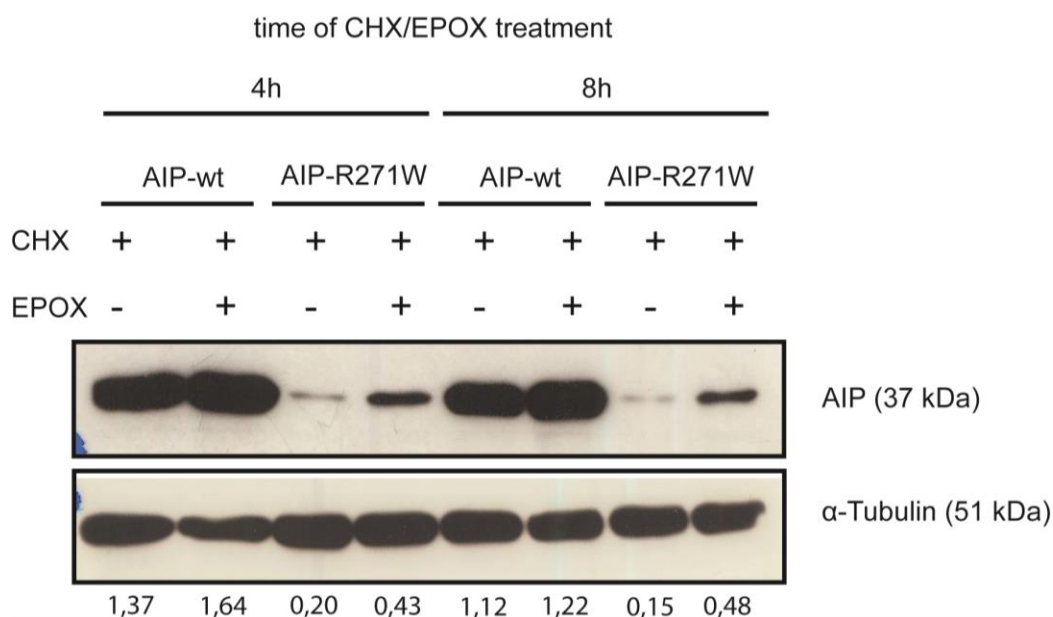 time of CHX/EPOX treatment
4h 8h
AIP-wt AIP-R271W AIP-wt AIP-R271W
CHX + + + + + + + +
EPOX - + - + - + - +
AIP (37 kDa)
α-Tubulin (51 kDa)
1,37 1,64 0,20 0,43 1,12 1,22 0,15 0,48